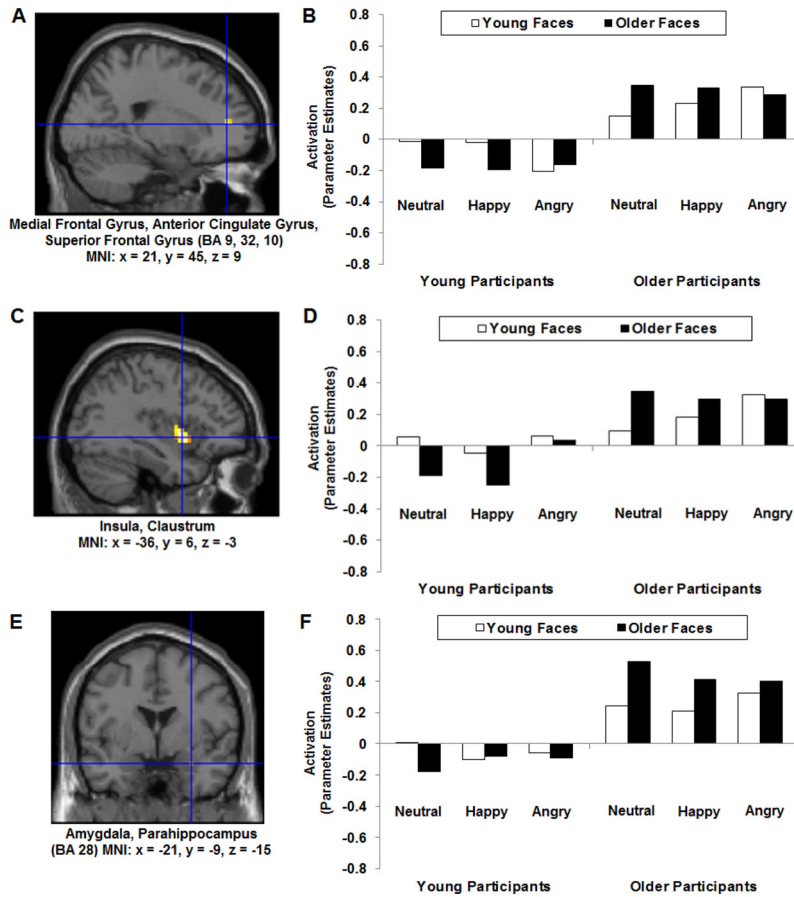 A
Medial Frontal Gyrus, Anterior Cingulate Gyrus,
Superior Frontal Gyrus (BA 9, 32, 10)
MNI: x = 21, y = 45, z = 9
B
Young Faces Older Faces
Activation
(Parameter Estimates)
0.8
0.6
0.4
0.2
0
-0.2
-0.4
-0.6
-0.8
Neutral Happy Angry Neutral Happy Angry
Young Participants Older Participants
C
Insula, Claustrum
MNI: x = -36, y = 6, z = -3
D
Young Faces Older Faces
Activation
(Parameter Estimates)
0.8
0.6
0.4
0.2
0
-0.2
-0.4
-0.6
-0.8
Neutral Happy Angry Neutral Happy Angry
Young Participants Older Participants
E
Amygdala, Parahippocampus
(BA 28) MNI: x = -21, y = -9, z = -15
F
Young Faces Older Faces
Activation
(Parameter Estimates)
0.8
0.6
0.4
0.2
0
-0.2
-0.4
-0.6
-0.8
Neutral Happy Angry Neutral Happy Angry
Young Participants Older Participants